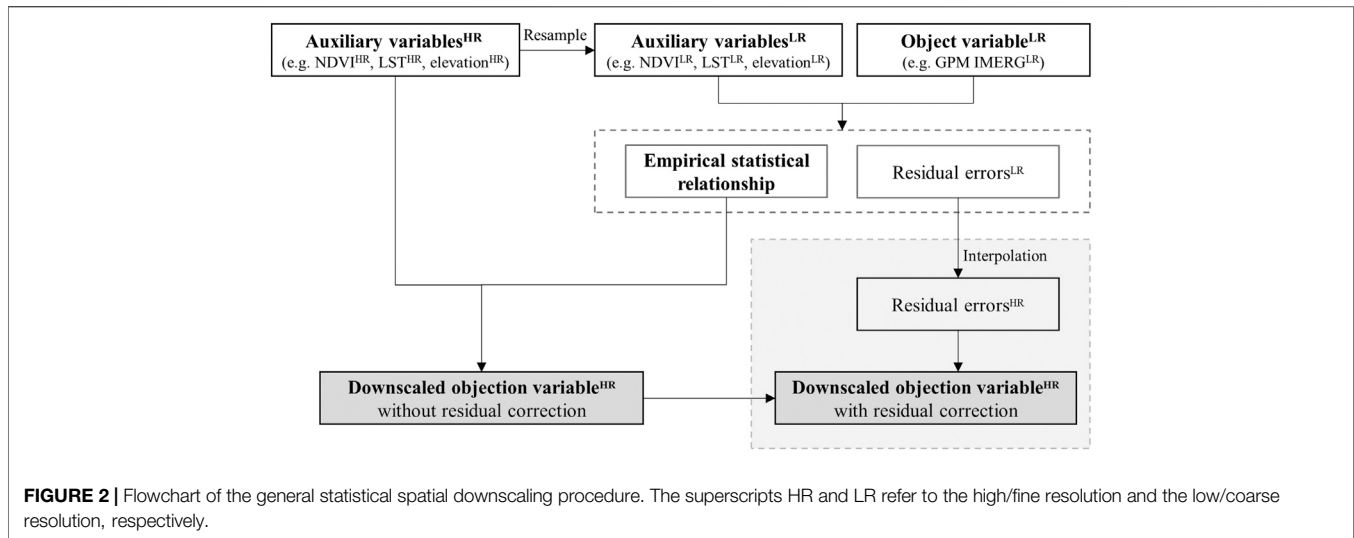 Auxiliary variables^HR
(e.g. NDVI^HR, LST^HR, elevation^HR)
Resample
Auxiliary variables^LR
(e.g. NDVI^LR, LST^LR, elevation^LR)
Object variable^LR
(e.g. GPM IMERG^LR)
Empirical statistical
relationship
Residual errors^LR
Interpolation
Residual errors^HR
Downscaled objection variable^HR
without residual correction
Downscaled objection variable^HR
with residual correction
FIGURE 2 | Flowchart of the general statistical spatial downscaling procedure. The superscripts HR and LR refer to the high/fine resolution and the low/coarse
resolution, respectively.